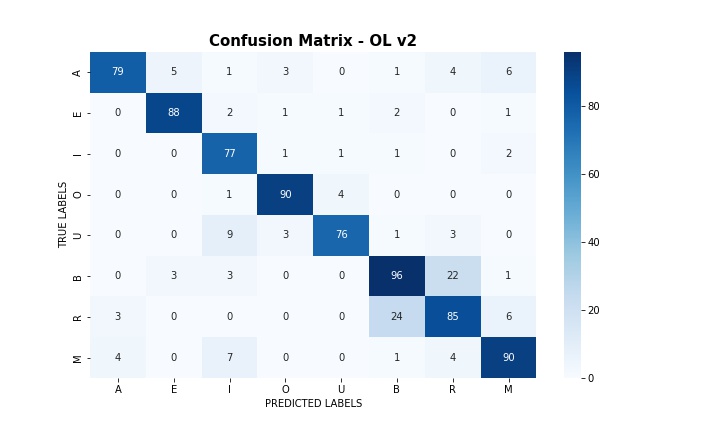 Confusion Matrix - OL v2
TRUE LABELS
A 79 5 1 3 0 1 4 6
E 0 88 2 1 1 2 0 1
I 0 0 77 1 1 1 0 2
O 0 0 1 90 4 0 0 0
U 0 0 9 3 76 1 3 0
B 0 3 3 0 0 96 22 1
R 3 0 0 0 0 24 85 6
M 4 0 7 0 0 1 4 90
A E I O U B R M
PREDICTED LABELS
80
60
40
20
0